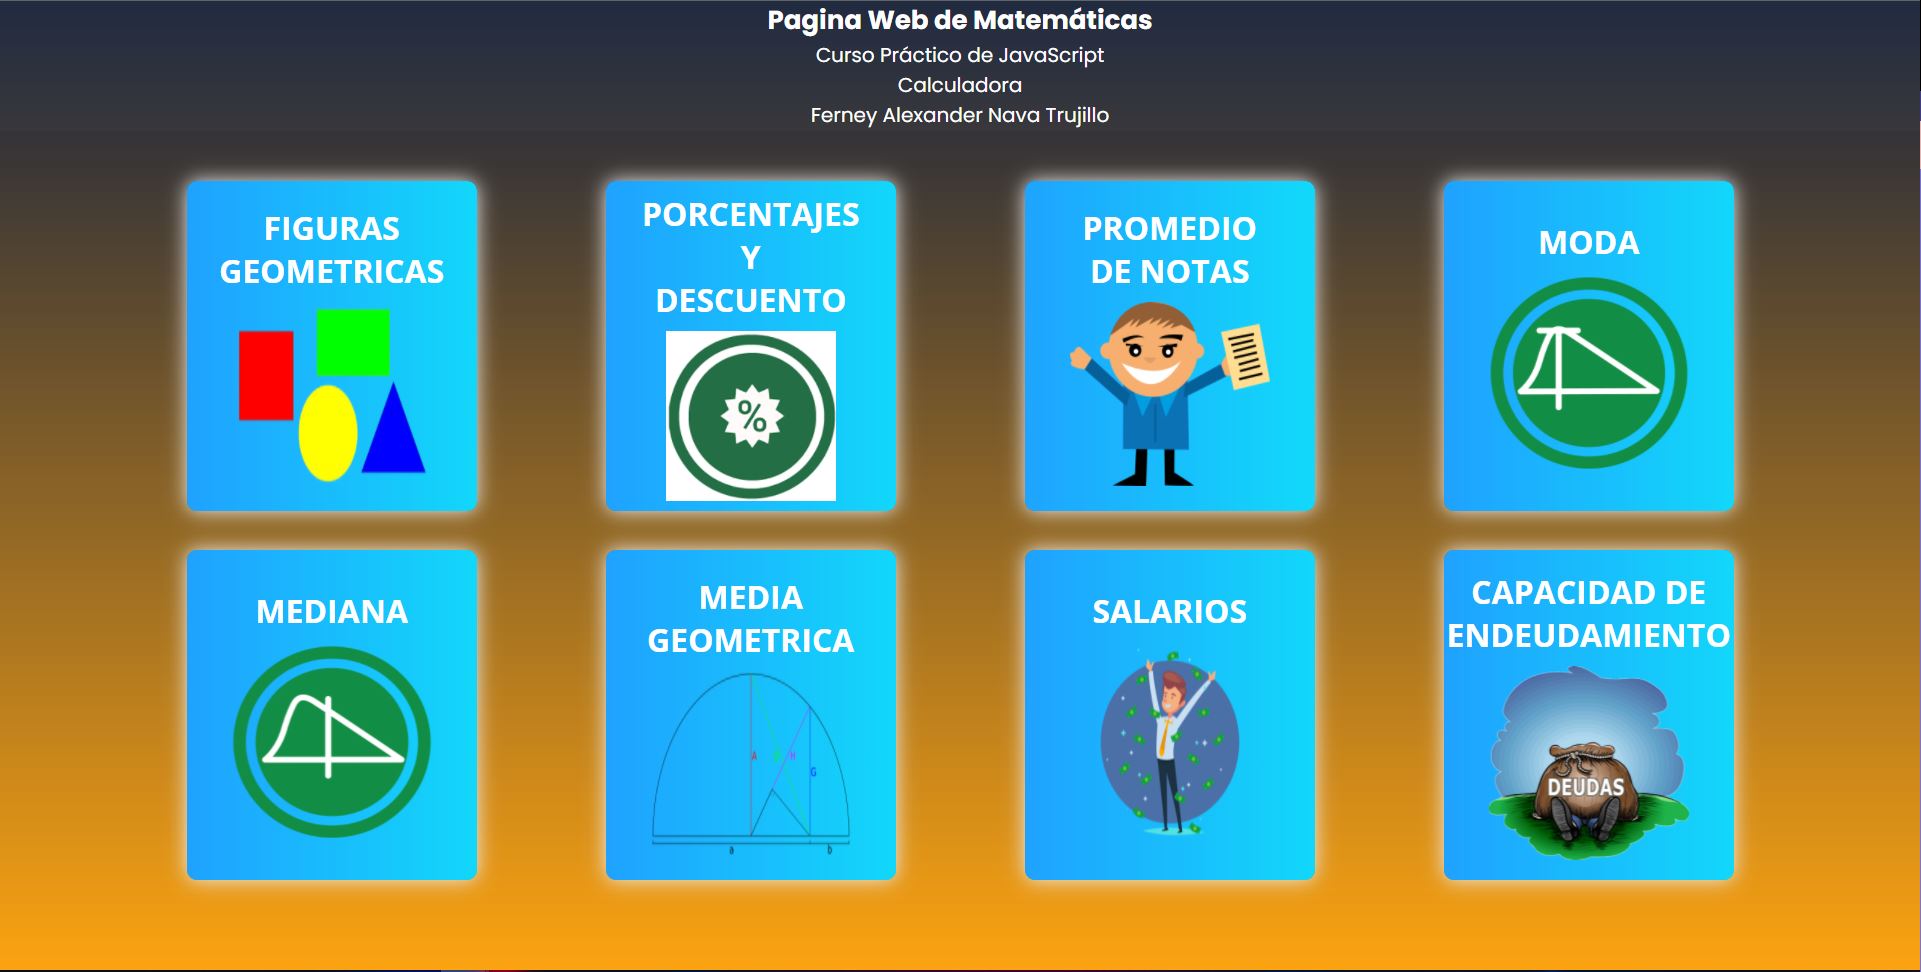 Pagina Web de Matemáticas
Curso Práctico de JavaScript
Calculadora
Ferney Alexander Nava Trujillo
FIGURAS
GEOMETRICAS
PORCENTAJES
Y
DESCUENTO
%
PROMEDIO
DE NOTAS
MODA
MEDIANA
MEDIA
GEOMETRICA
A
H
G
a
b
SALARIOS
CAPACIDAD DE
ENDEUDAMIENTO
DEUDAS